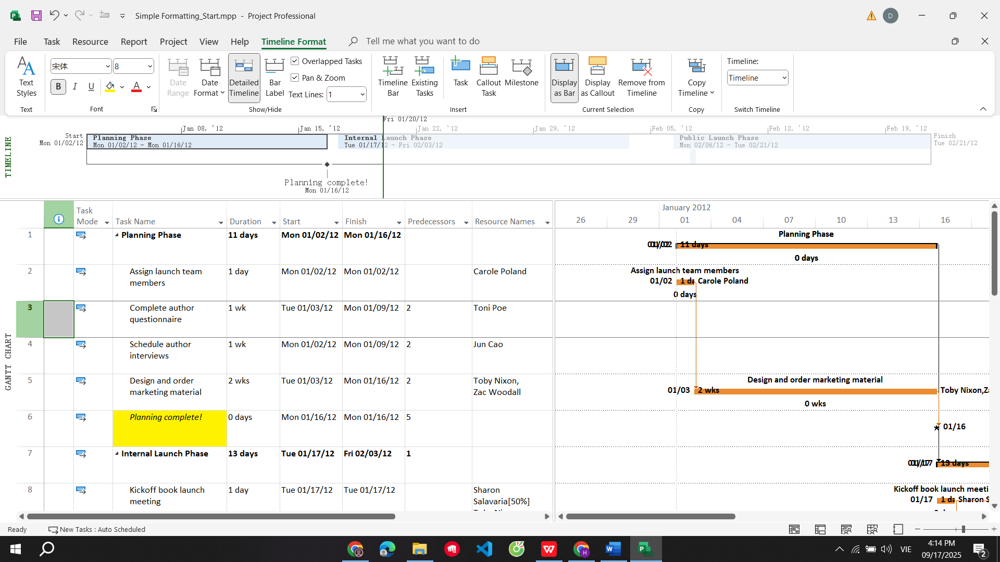 Simple Formatting_Start.mpp - Project Professional
D
File Task Resource Report Project View Help Timeline Format Tell me what you want to do
Text Styles
Text
宋体 8
B I U A
Font
Date Range
Date Format
Detailed Timeline
Bar Label
Overlapped Tasks
Pan & Zoom
Text Lines: 1
Show/Hide
Timeline Bar
Existing Tasks
Task
Callout Task
Milestone
Insert
Display as Bar
Display as Callout
Remove from Timeline
Current Selection
Copy Timeline
Copy
Timeline:
Timeline
Switch Timeline
TIMELINE
Fri 01/20/12
Jan 08, '12 Jan 15, '12 Jan 22, '12 Jan 29, '12 Feb 05, '12 Feb 12, '12 Feb 19, '12
Start
Mon 01/02/12
Planning Phase
Mon 01/02/12 - Mon 01/16/12
Internal Launch Phase
Tue 01/17/12 - Fri 02/03/12
Public Launch Phase
Mon 02/06/12 - Tue 02/21/12
Finish
Tue 02/21/12
Planning complete!
Mon 01/16/12
GANTT CHART
Task Mode Task Name Duration Start Finish Predecessors Resource Names
1 Planning Phase 11 days Mon 01/02/12 Mon 01/16/12
2 Assign launch team members 1 day Mon 01/02/12 Mon 01/02/12 Carole Poland
3 Complete author questionnaire 1 wk Tue 01/03/12 Mon 01/09/12 2 Toni Poe
4 Schedule author interviews 1 wk Mon 01/02/12 Mon 01/09/12 2 Jun Cao
5 Design and order marketing material 2 wks Tue 01/03/12 Mon 01/16/12 2 Toby Nixon, Zac Woodall
6 Planning complete! 0 days Mon 01/16/12 Mon 01/16/12 5
7 Internal Launch Phase 13 days Tue 01/17/12 Fri 02/03/12 1
8 Kickoff book launch meeting 1 day Tue 01/17/12 Tue 01/17/12 Sharon Salavaria[50%]
January 2012
26 29 01 04 07 10 13 16
Planning Phase
01/02 11 days
0 days
Assign launch team members
01/02 1 da Carole Poland
0 days
Design and order marketing material
01/03 2 wks Toby Nixon,Za
0 wks
01/16
01/17 13 days
Kickoff book launch meeti
01/17 1 da Sharon S
Ready New Tasks : Auto Scheduled
VIE
4:14 PM
09/17/2025
2